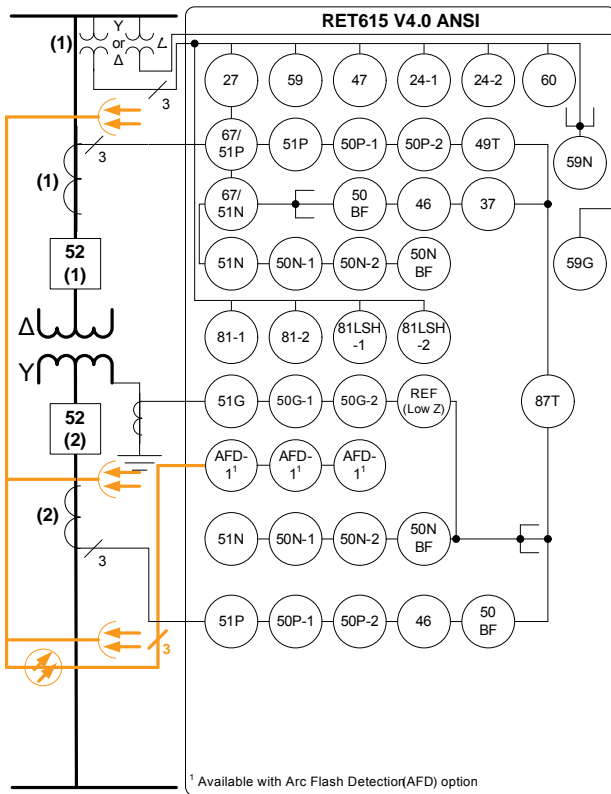 RET615 V4.0 ANSI
(1)
Y
or
Δ
3
27
59
47
24-1
24-2
60
3
67/
51P
51P
50P-1
50P-2
49T
59N
(1)
67/
51N
50
BF
46
37
52
(1)
51N
50N-1
50N-2
50N
BF
59G
Δ
81-1
81-2
81LSH
-1
81LSH
-2
Y
52
(2)
51G
50G-1
50G-2
REF
(Low Z)
87T
AFD-
1¹
AFD-
1¹
AFD-
1¹
(2)
3
51N
50N-1
50N-2
50N
BF
51P
50P-1
50P-2
46
50
BF
3
¹ Available with Arc Flash Detection(AFD) option